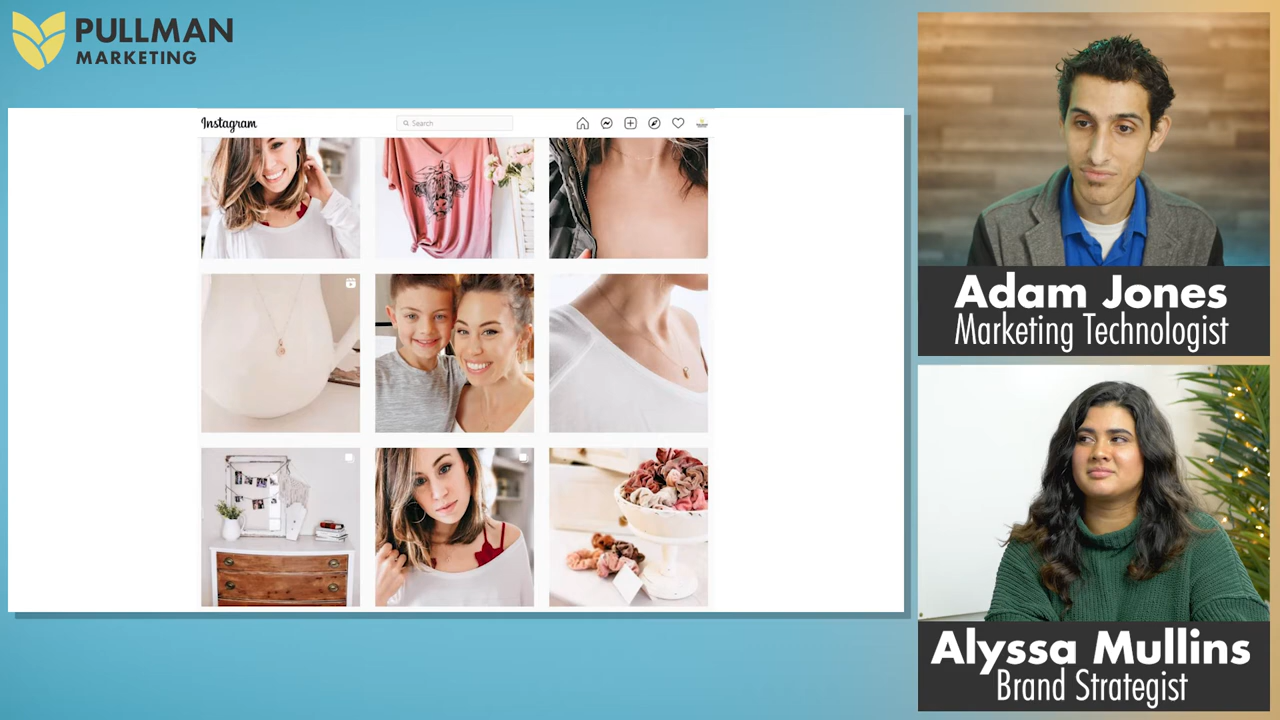 PULLMAN
MARKETING
Instagram
Search
Adam Jones
Marketing Technologist
Alyssa Mullins
Brand Strategist